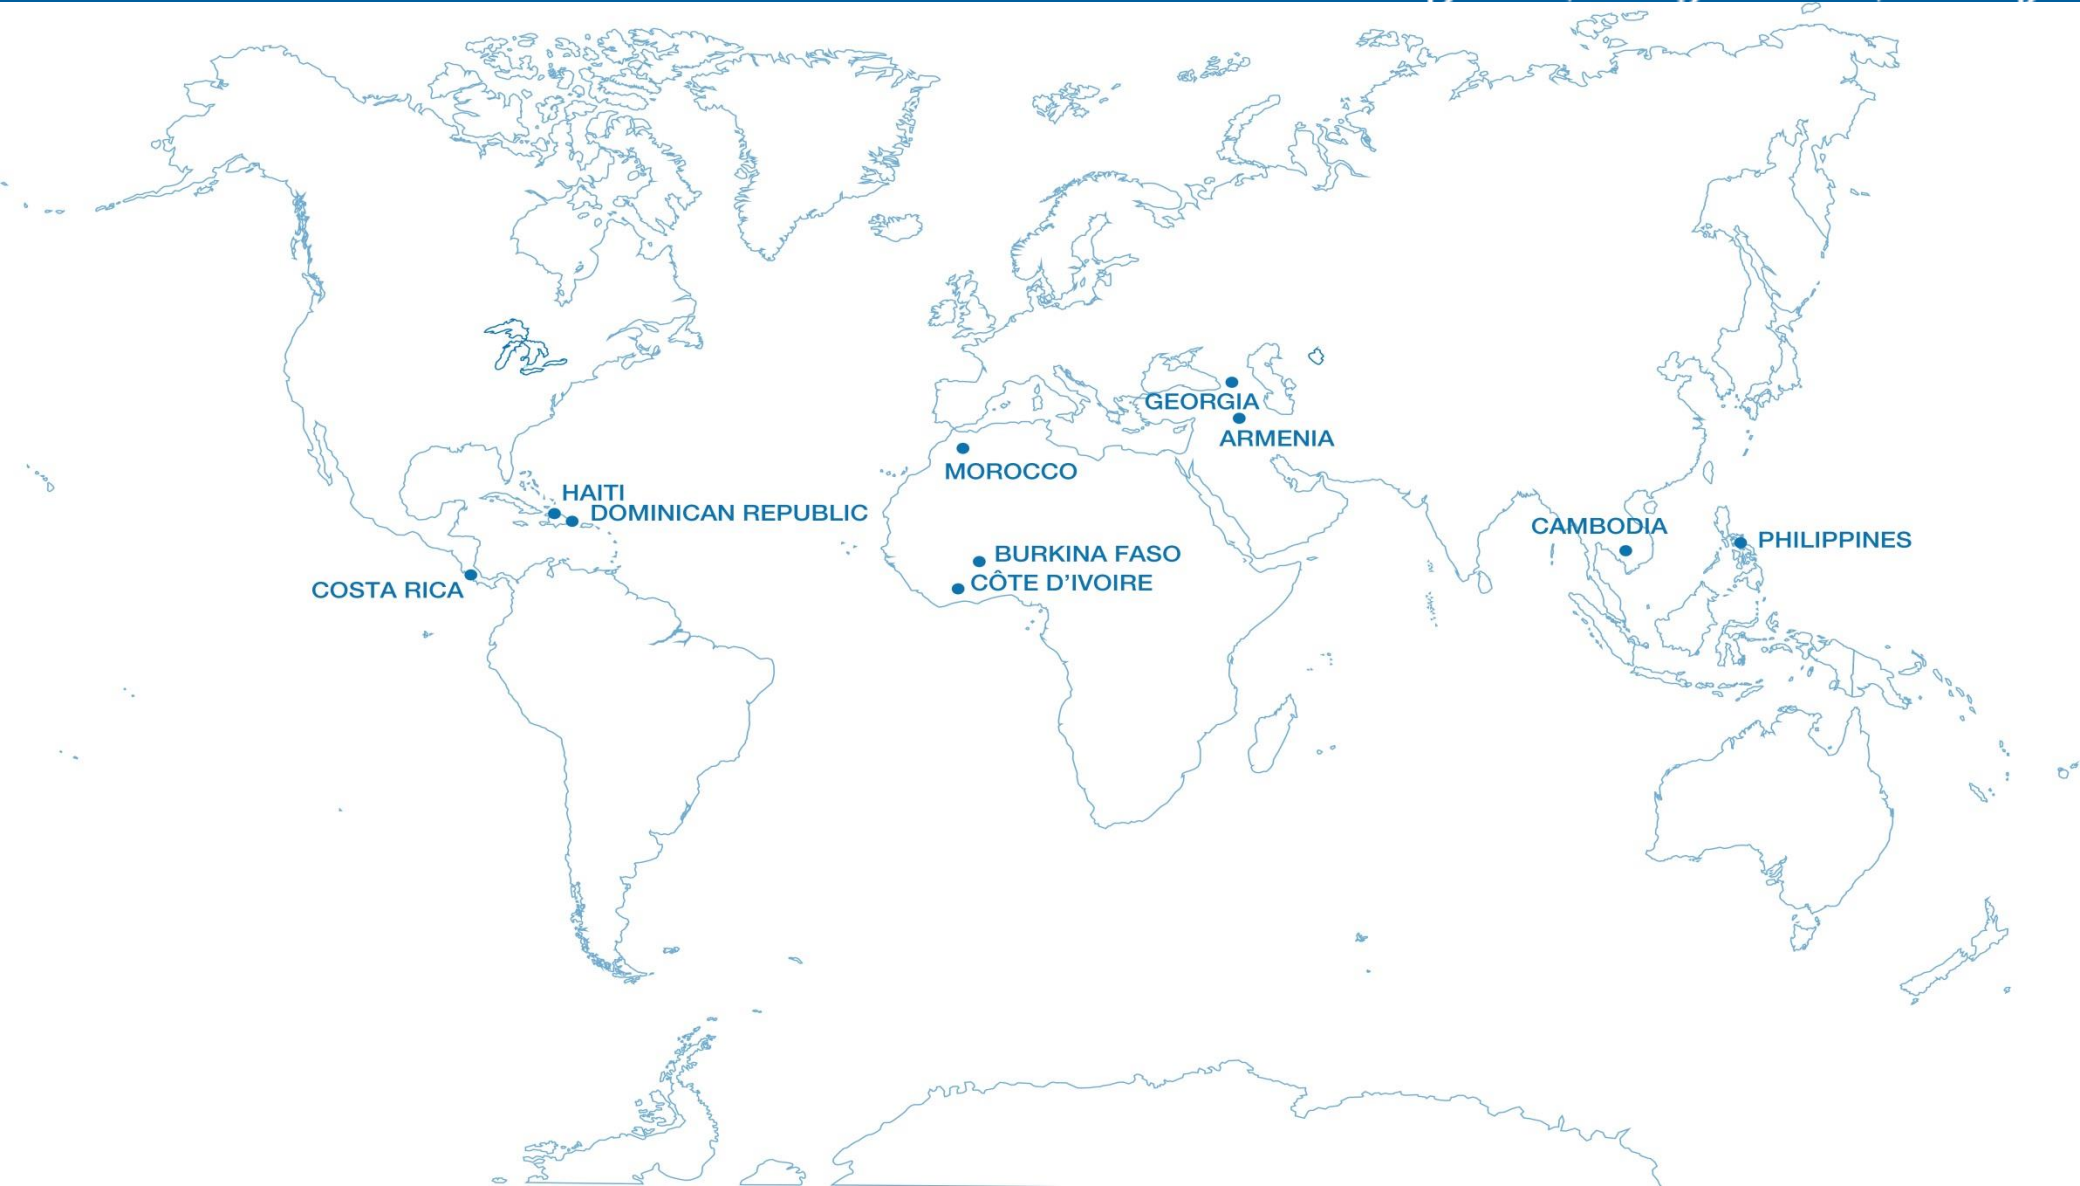 GEORGIA
ARMENIA
MOROCCO
HAITI
DOMINICAN REPUBLIC
CAMBODIA
PHILIPPINES
BURKINA FASO
CÔTE D'IVOIRE
COSTA RICA